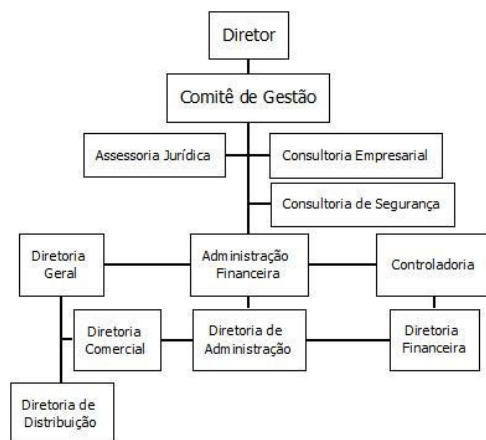 Diretor
Comitê de Gestão
Assessoria Jurídica
Consultoria Empresarial
Consultoria de Segurança
Diretoria
Geral
Administração
Financeira
Controladoria
Diretoria
Comercial
Diretoria de
Administração
Diretoria
Financeira
Diretoria de
Distribuição